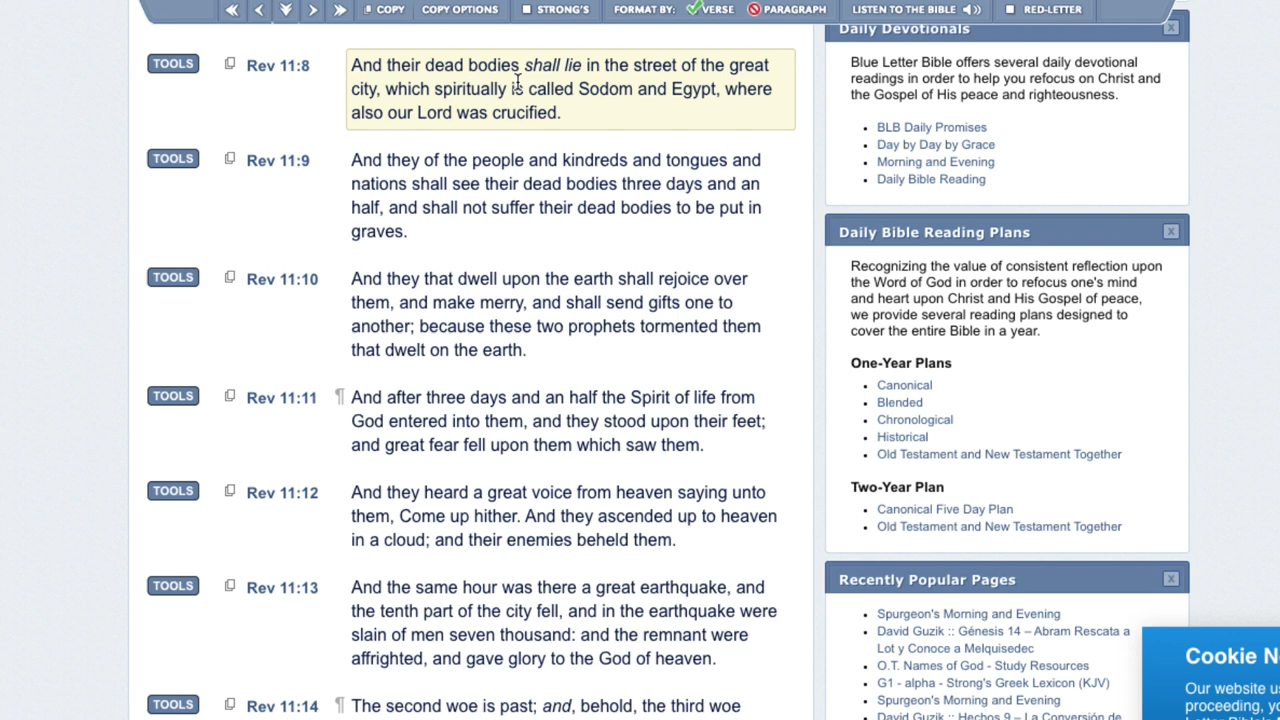 COPY COPY OPTIONS STRONG'S FORMAT BY: VERSE PARAGRAPH LISTEN TO THE BIBLE RED-LETTER
TOOLS Rev 11:8 And their dead bodies shall lie in the street of the great
city, which spiritually is called Sodom and Egypt, where
also our Lord was crucified.
TOOLS Rev 11:9 And they of the people and kindreds and tongues and
nations shall see their dead bodies three days and an
half, and shall not suffer their dead bodies to be put in
graves.
TOOLS Rev 11:10 And they that dwell upon the earth shall rejoice over
them, and make merry, and shall send gifts one to
another; because these two prophets tormented them
that dwelt on the earth.
TOOLS Rev 11:11 ¶ And after three days and an half the Spirit of life from
God entered into them, and they stood upon their feet;
and great fear fell upon them which saw them.
TOOLS Rev 11:12 And they heard a great voice from heaven saying unto
them, Come up hither. And they ascended up to heaven
in a cloud; and their enemies beheld them.
TOOLS Rev 11:13 And the same hour was there a great earthquake, and
the tenth part of the city fell, and in the earthquake were
slain of men seven thousand: and the remnant were
affrighted, and gave glory to the God of heaven.
TOOLS Rev 11:14 ¶ The second woe is past; and, behold, the third woe
Daily Devotionals
Blue Letter Bible offers several daily devotional
readings in order to help you refocus on Christ and
the Gospel of His peace and righteousness.
• BLB Daily Promises
• Day by Day by Grace
• Morning and Evening
• Daily Bible Reading
Daily Bible Reading Plans
Recognizing the value of consistent reflection upon
the Word of God in order to refocus one's mind
and heart upon Christ and His Gospel of peace,
we provide several reading plans designed to
cover the entire Bible in a year.
One-Year Plans
• Canonical
• Blended
• Chronological
• Historical
• Old Testament and New Testament Together
Two-Year Plan
• Canonical Five Day Plan
• Old Testament and New Testament Together
Recently Popular Pages
• Spurgeon's Morning and Evening
• David Guzik :: Génesis 14 – Abram Rescata a
Lot y Conoce a Melquisedec
• O.T. Names of God - Study Resources
• G1 - alpha - Strong's Greek Lexicon (KJV)
• Spurgeon's Morning and Evening
• David Guzik :: Hechos 9 – La Conversión de
Cookie N
Our website us
proceeding, yo